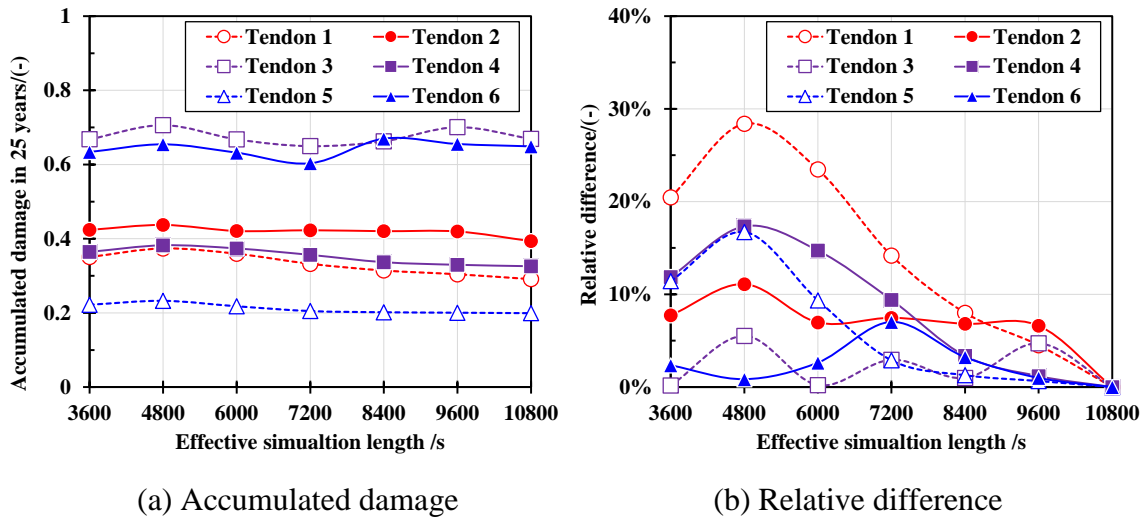 Accumulated damage in 25 years/(-)
1
0.8
0.6
0.4
0.2
0
3600 4800 6000 7200 8400 9600 10800
Effective simualtion length /s
Tendon 1 Tendon 2
Tendon 3 Tendon 4
Tendon 5 Tendon 6
(a) Accumulated damage
Relative difference/(-)
40%
30%
20%
10%
0%
3600 4800 6000 7200 8400 9600 10800
Effective simualtion length /s
Tendon 1 Tendon 2
Tendon 3 Tendon 4
Tendon 5 Tendon 6
(b) Relative difference